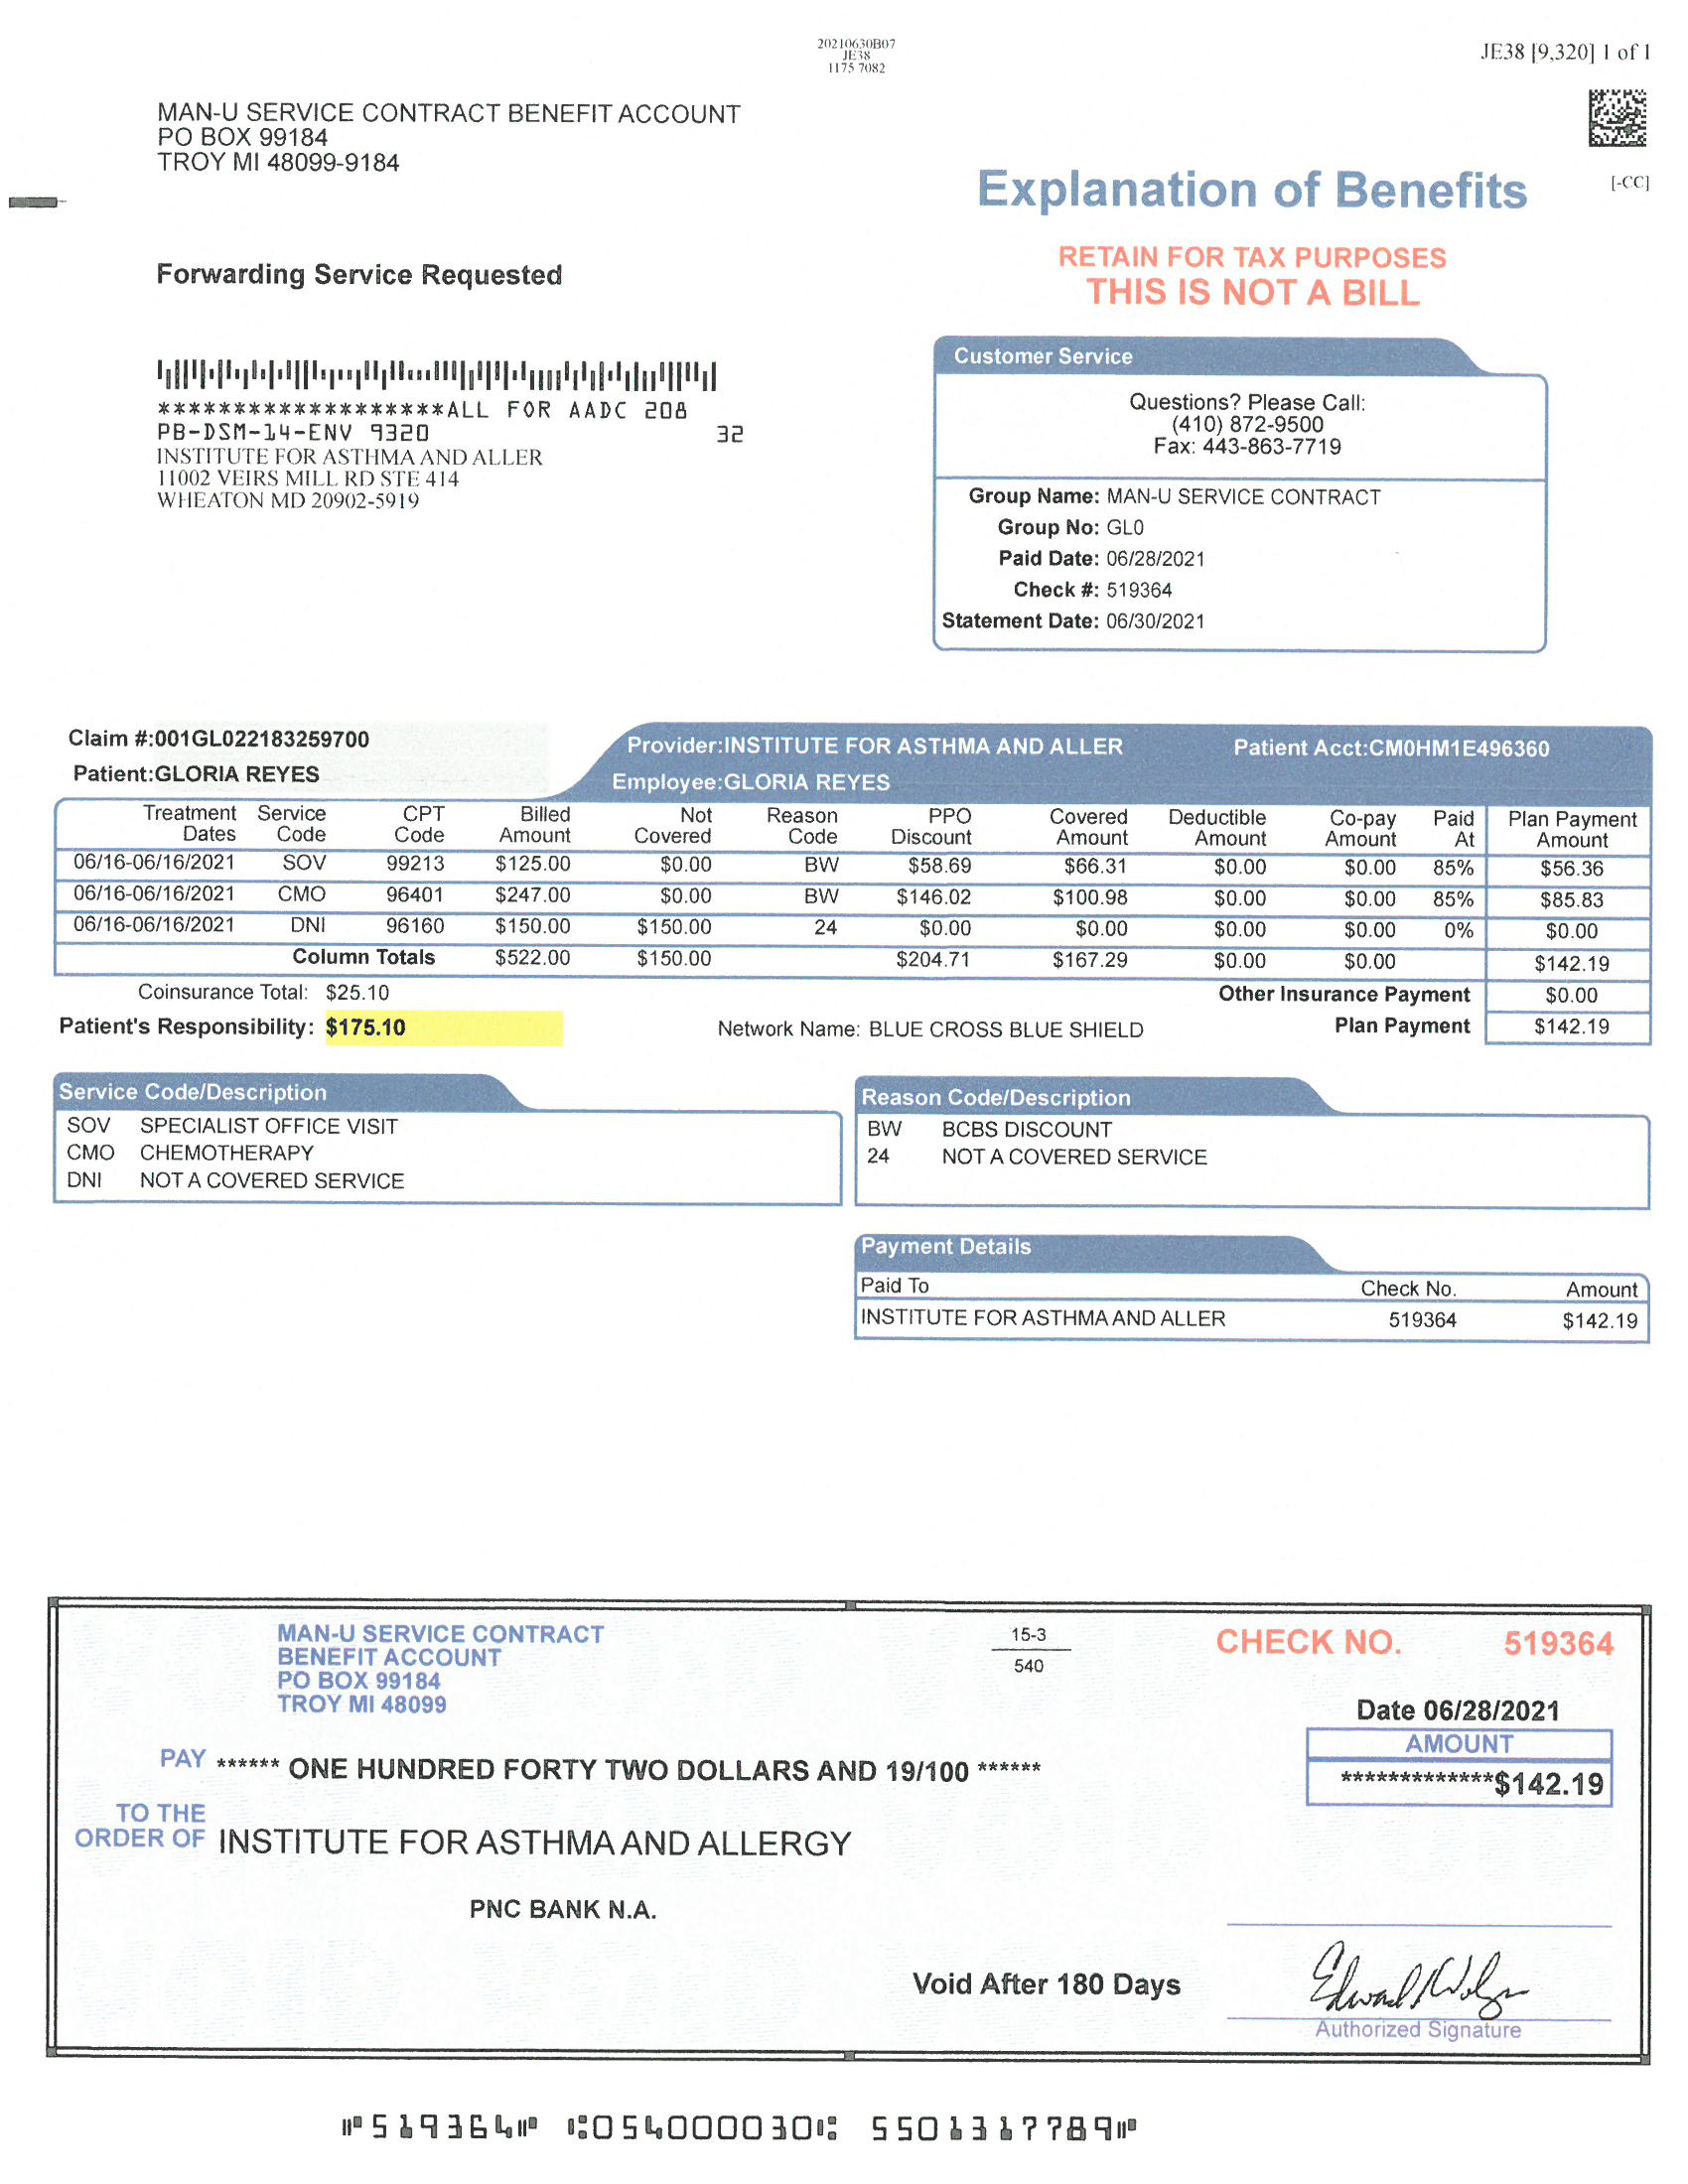 20210630B07
JE38
1175 7082
JE38 [9,320] 1 of 1
MAN-U SERVICE CONTRACT BENEFIT ACCOUNT
PO BOX 99184
TROY MI 48099-9184
[-CC]
Explanation of Benefits
RETAIN FOR TAX PURPOSES
THIS IS NOT A BILL
Forwarding Service Requested
*******************ALL FOR AADC 208
PB-DSM-14-ENV 9320 32
INSTITUTE FOR ASTHMA AND ALLER
11002 VEIRS MILL RD STE 414
WHEATON MD 20902-5919
Customer Service
Questions? Please Call:
(410) 872-9500
Fax: 443-863-7719
Group Name: MAN-U SERVICE CONTRACT
Group No: GL0
Paid Date: 06/28/2021
Check #: 519364
Statement Date: 06/30/2021
Claim #:001GL022183259700
Patient:GLORIA REYES
Provider:INSTITUTE FOR ASTHMA AND ALLER Patient Acct:CM0HM1E496360
Employee:GLORIA REYES
Treatment Service CPT Billed Not Reason PPO Covered Deductible Co-pay Paid Plan Payment
Dates Code Code Amount Covered Code Discount Amount Amount Amount At Amount
06/16-06/16/2021 SOV 99213 $125.00 $0.00 BW $58.69 $66.31 $0.00 $0.00 85% $56.36
06/16-06/16/2021 CMO 96401 $247.00 $0.00 BW $146.02 $100.98 $0.00 $0.00 85% $85.83
06/16-06/16/2021 DNI 96160 $150.00 $150.00 24 $0.00 $0.00 $0.00 $0.00 0% $0.00
Column Totals $522.00 $150.00 $204.71 $167.29 $0.00 $0.00 $142.19
Coinsurance Total: $25.10 Other Insurance Payment $0.00
Patient's Responsibility: $175.10 Network Name: BLUE CROSS BLUE SHIELD Plan Payment $142.19
Service Code/Description
SOV SPECIALIST OFFICE VISIT
CMO CHEMOTHERAPY
DNI NOT A COVERED SERVICE
Reason Code/Description
BW BCBS DISCOUNT
24 NOT A COVERED SERVICE
Payment Details
Paid To Check No. Amount
INSTITUTE FOR ASTHMA AND ALLER 519364 $142.19
MAN-U SERVICE CONTRACT
BENEFIT ACCOUNT
PO BOX 99184
TROY MI 48099
15-3
540
CHECK NO. 519364
Date 06/28/2021
AMOUNT
*************$142.19
PAY ****** ONE HUNDRED FORTY TWO DOLLARS AND 19/100 ******
TO THE
ORDER OF INSTITUTE FOR ASTHMA AND ALLERGY
PNC BANK N.A.
Void After 180 Days
Authorized Signature
⑈519364⑈ ⑆054000030⑆ 5501317789⑈